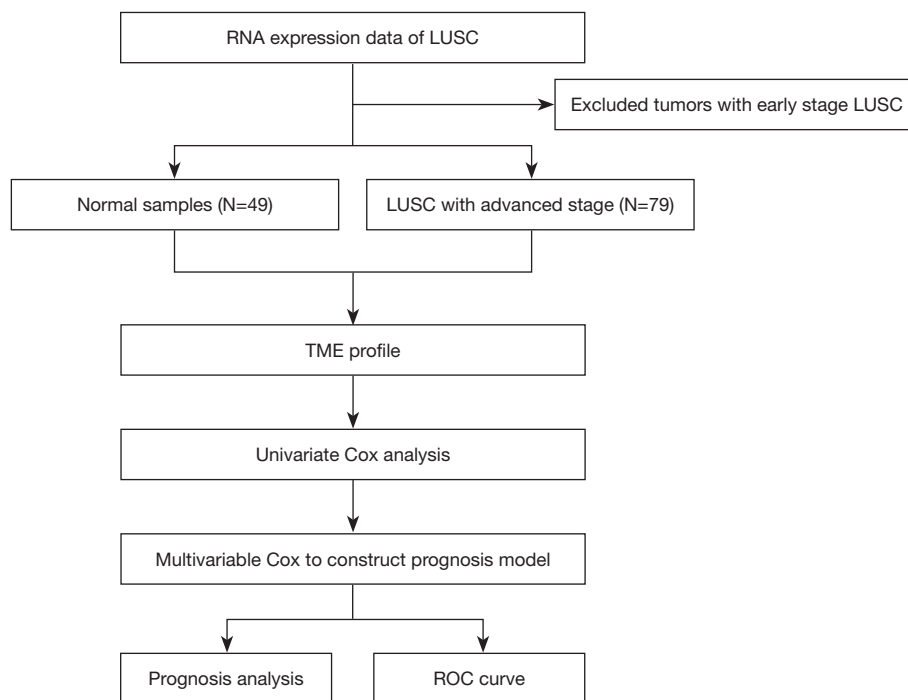 RNA expression data of LUSC
Excluded tumors with early stage LUSC
Normal samples (N=49)
LUSC with advanced stage (N=79)
TME profile
Univariate Cox analysis
Multivariable Cox to construct prognosis model
Prognosis analysis
ROC curve